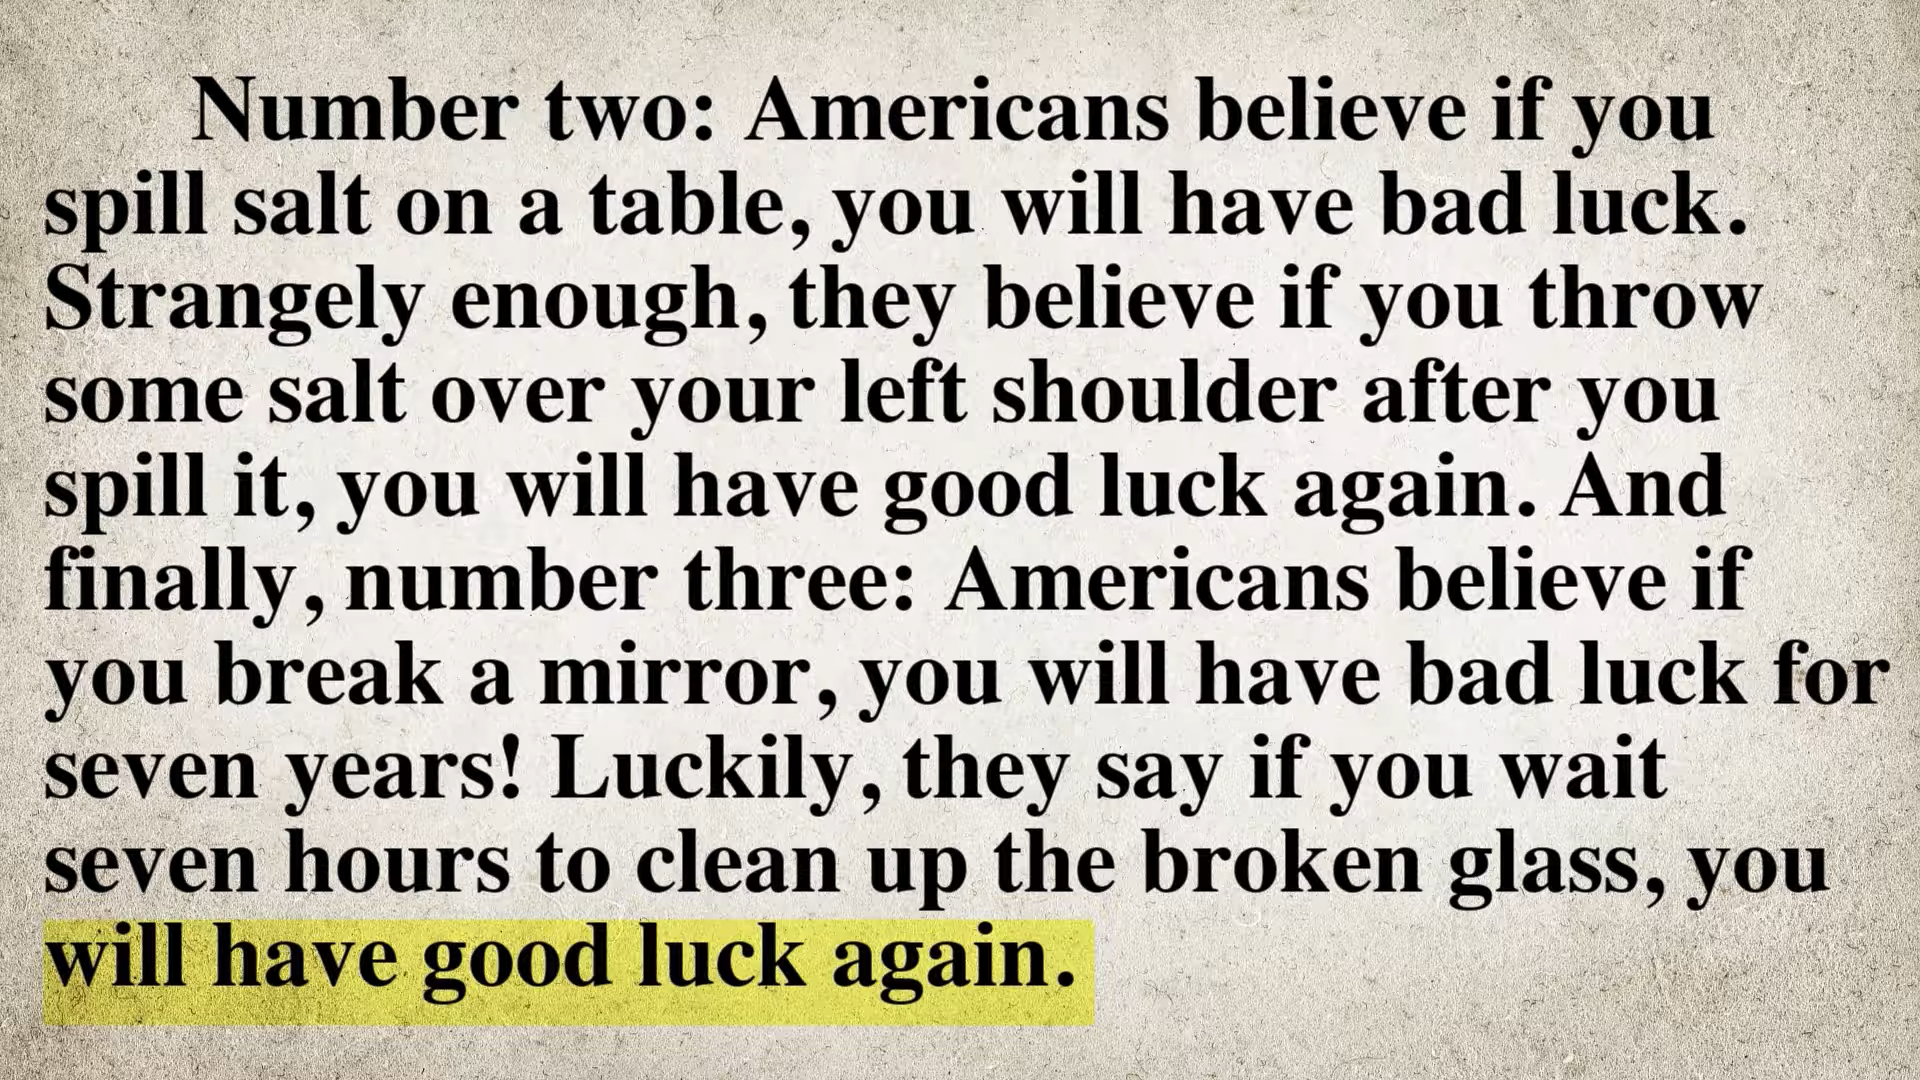 Number two: Americans believe if you
spill salt on a table, you will have bad luck.
Strangely enough, they believe if you throw
some salt over your left shoulder after you
spill it, you will have good luck again. And
finally, number three: Americans believe if
you break a mirror, you will have bad luck for
seven years! Luckily, they say if you wait
seven hours to clean up the broken glass, you
will have good luck again.